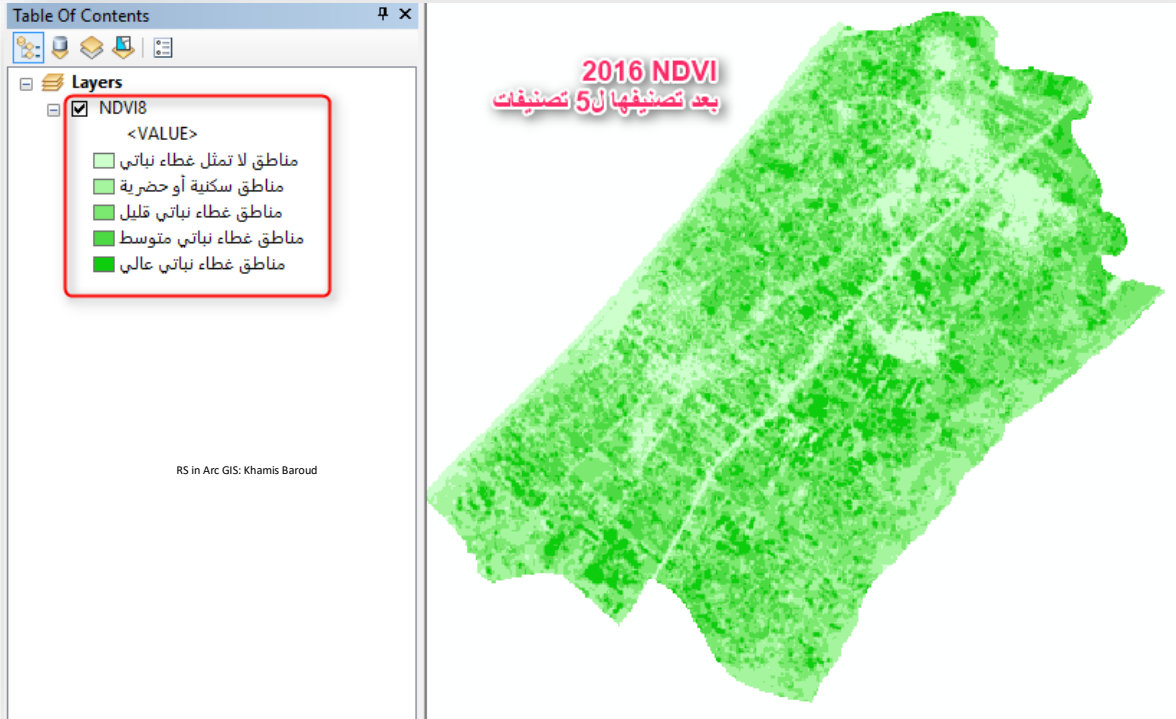 Table Of Contents
Layers
NDVI8
<VALUE>
مناطق لا تمثل غطاء نباتي
مناطق سكنية أو حضرية
مناطق غطاء نباتي قليل
مناطق غطاء نباتي متوسط
مناطق غطاء نباتي عالي
RS in Arc GIS: Khamis Baroud
2016 NDVI
بعد تصنيفها ل5 تصنيفات